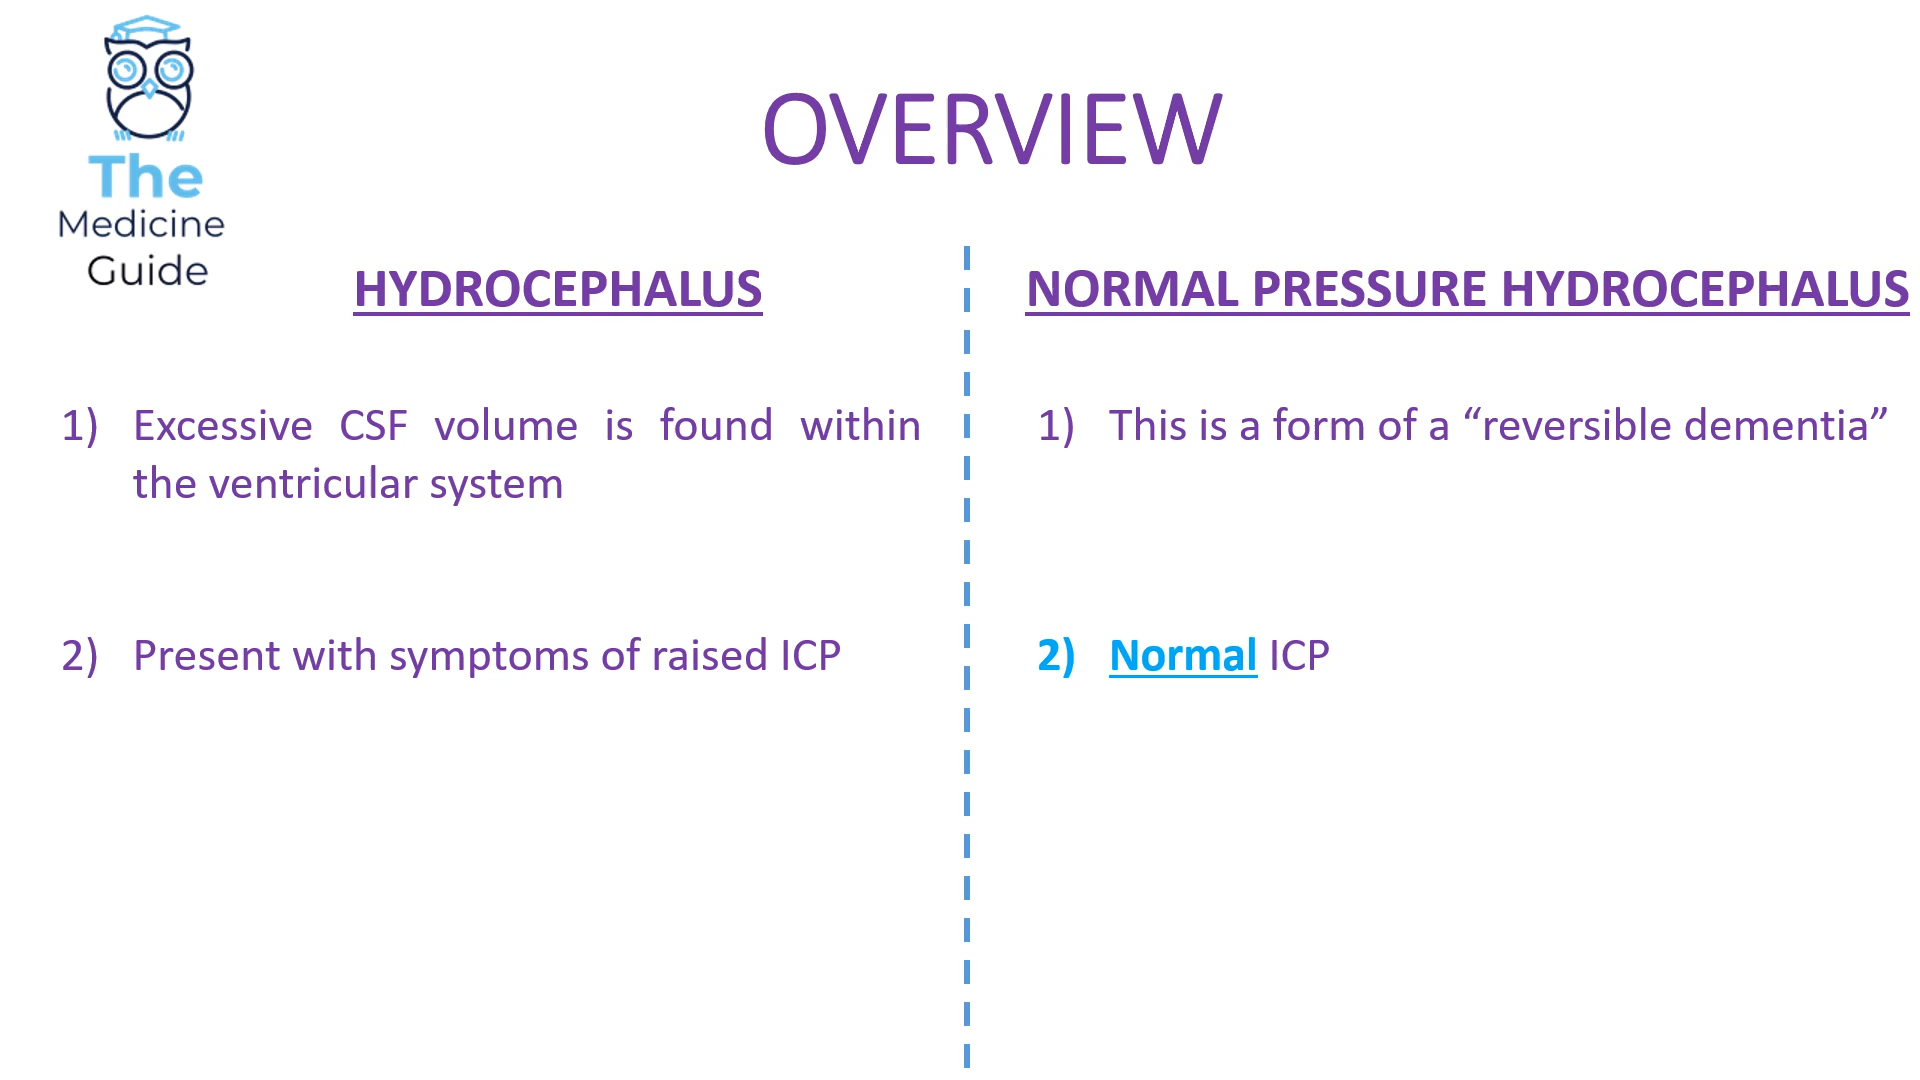 The
Medicine
Guide
OVERVIEW
HYDROCEPHALUS
1) Excessive CSF volume is found within
the ventricular system
2) Present with symptoms of raised ICP
NORMAL PRESSURE HYDROCEPHALUS
1) This is a form of a “reversible dementia”
2) Normal ICP